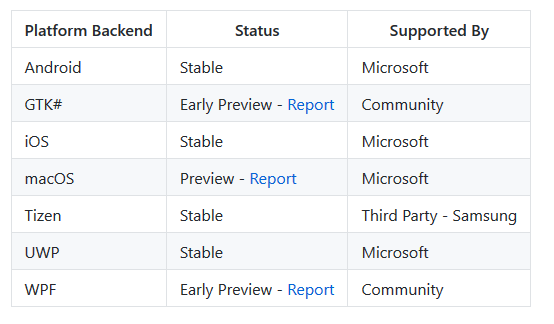 Platform Backend Status Supported By
Android Stable Microsoft
GTK# Early Preview - Report Community
iOS Stable Microsoft
macOS Preview - Report Microsoft
Tizen Stable Third Party - Samsung
UWP Stable Microsoft
WPF Early Preview - Report Community